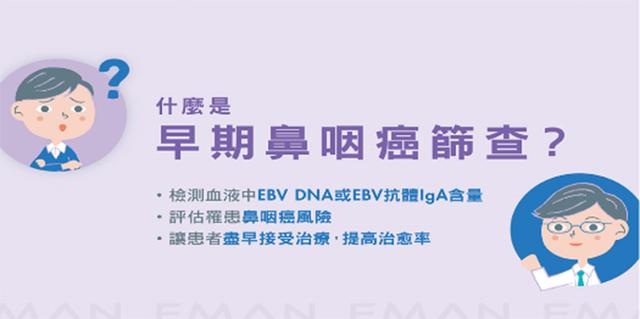 ?
什麼是
早期鼻咽癌篩查?
・檢測血液中EBV DNA或EBV抗體IgA含量
・評估罹患鼻咽癌風險
・讓患者盡早接受治療,提高治愈率
EMAN EMAN EMAN EMAN